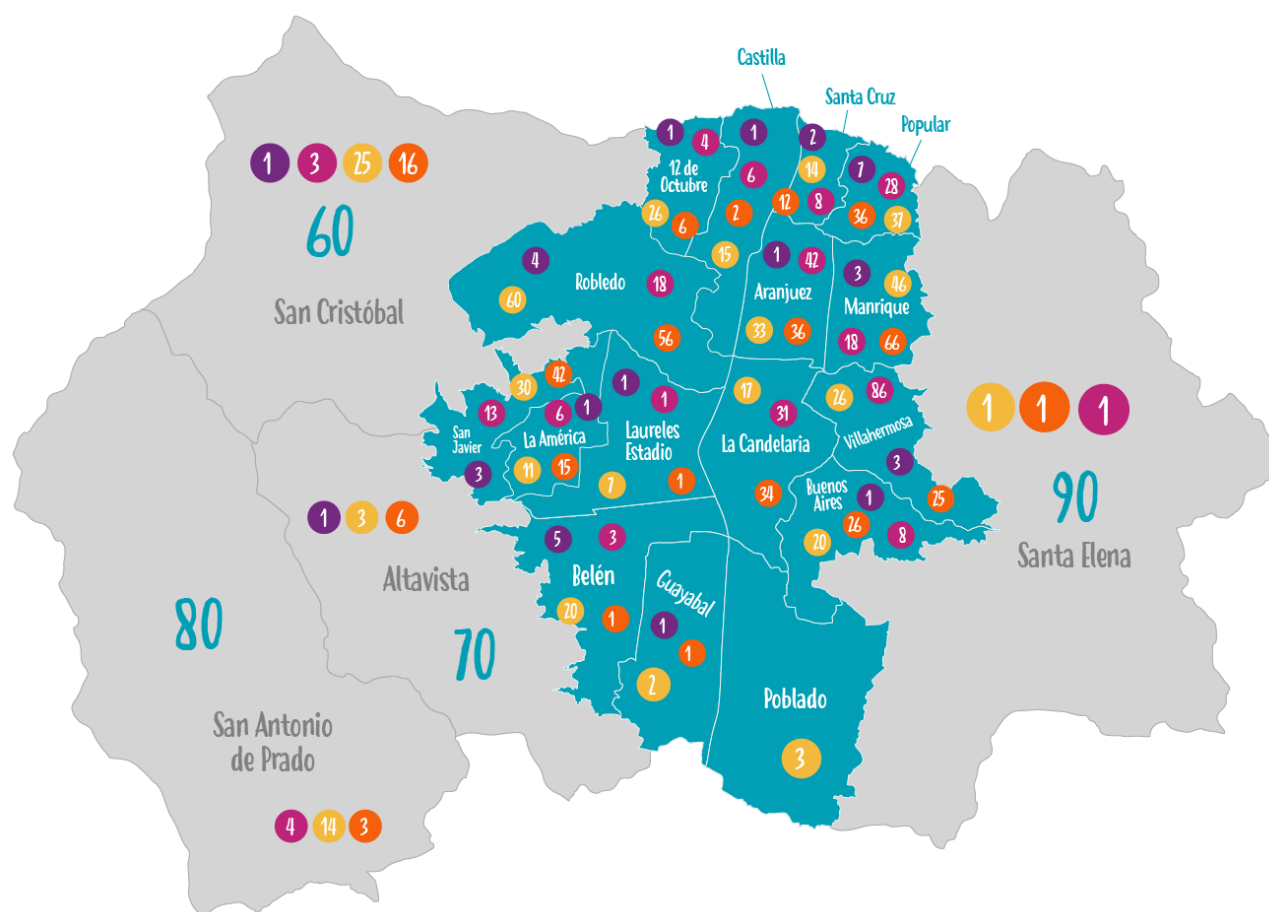 Castilla
Santa Cruz
Popular
1 3 25 16
60
San Cristóbal
1 4
12 de
Octubre
26 6
1
6
2
15
2
14
12 8
7
28
36 37
4
Robledo 18
60
56
1 42
Aranjuez
33 36
3
46
Manrique
18 66
30 42
13
San
Javier
3
6 1
La América
11 15
1
1
Laureles
Estadio
7 1
17
31
La Candelaria
34
26 86
Villahermosa
3
25
Buenos
Aires
1
26
20 8
1 1 1
90
Santa Elena
1 3 6
Altavista
70
5 3
Belén
20 1
Guayabal
1
1
2
Poblado
3
80
San Antonio
de Prado
4 14 3